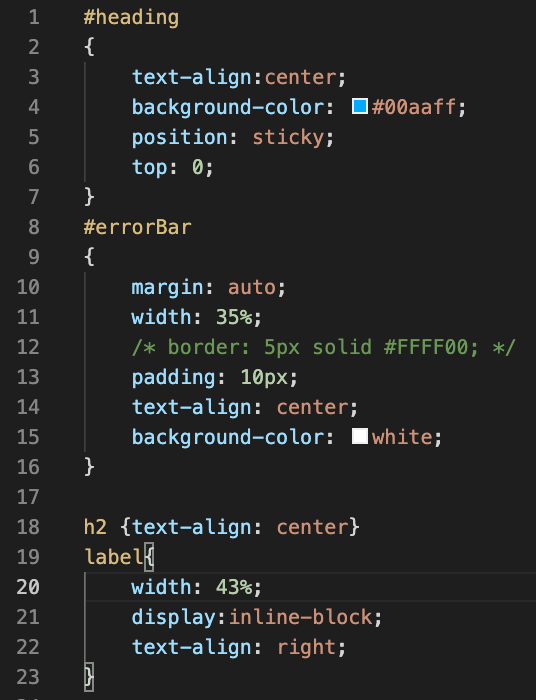 1 #heading
2 {
3     text-align:center;
4     background-color: #00aaff;
5     position: sticky;
6     top: 0;
7 }
8 #errorBar
9 {
10     margin: auto;
11     width: 35%;
12     /* border: 5px solid #FFFF00; */
13     padding: 10px;
14     text-align: center;
15     background-color: white;
16 }
17
18 h2 {text-align: center}
19 label{
20     width: 43%;
21     display:inline-block;
22     text-align: right;
23 }